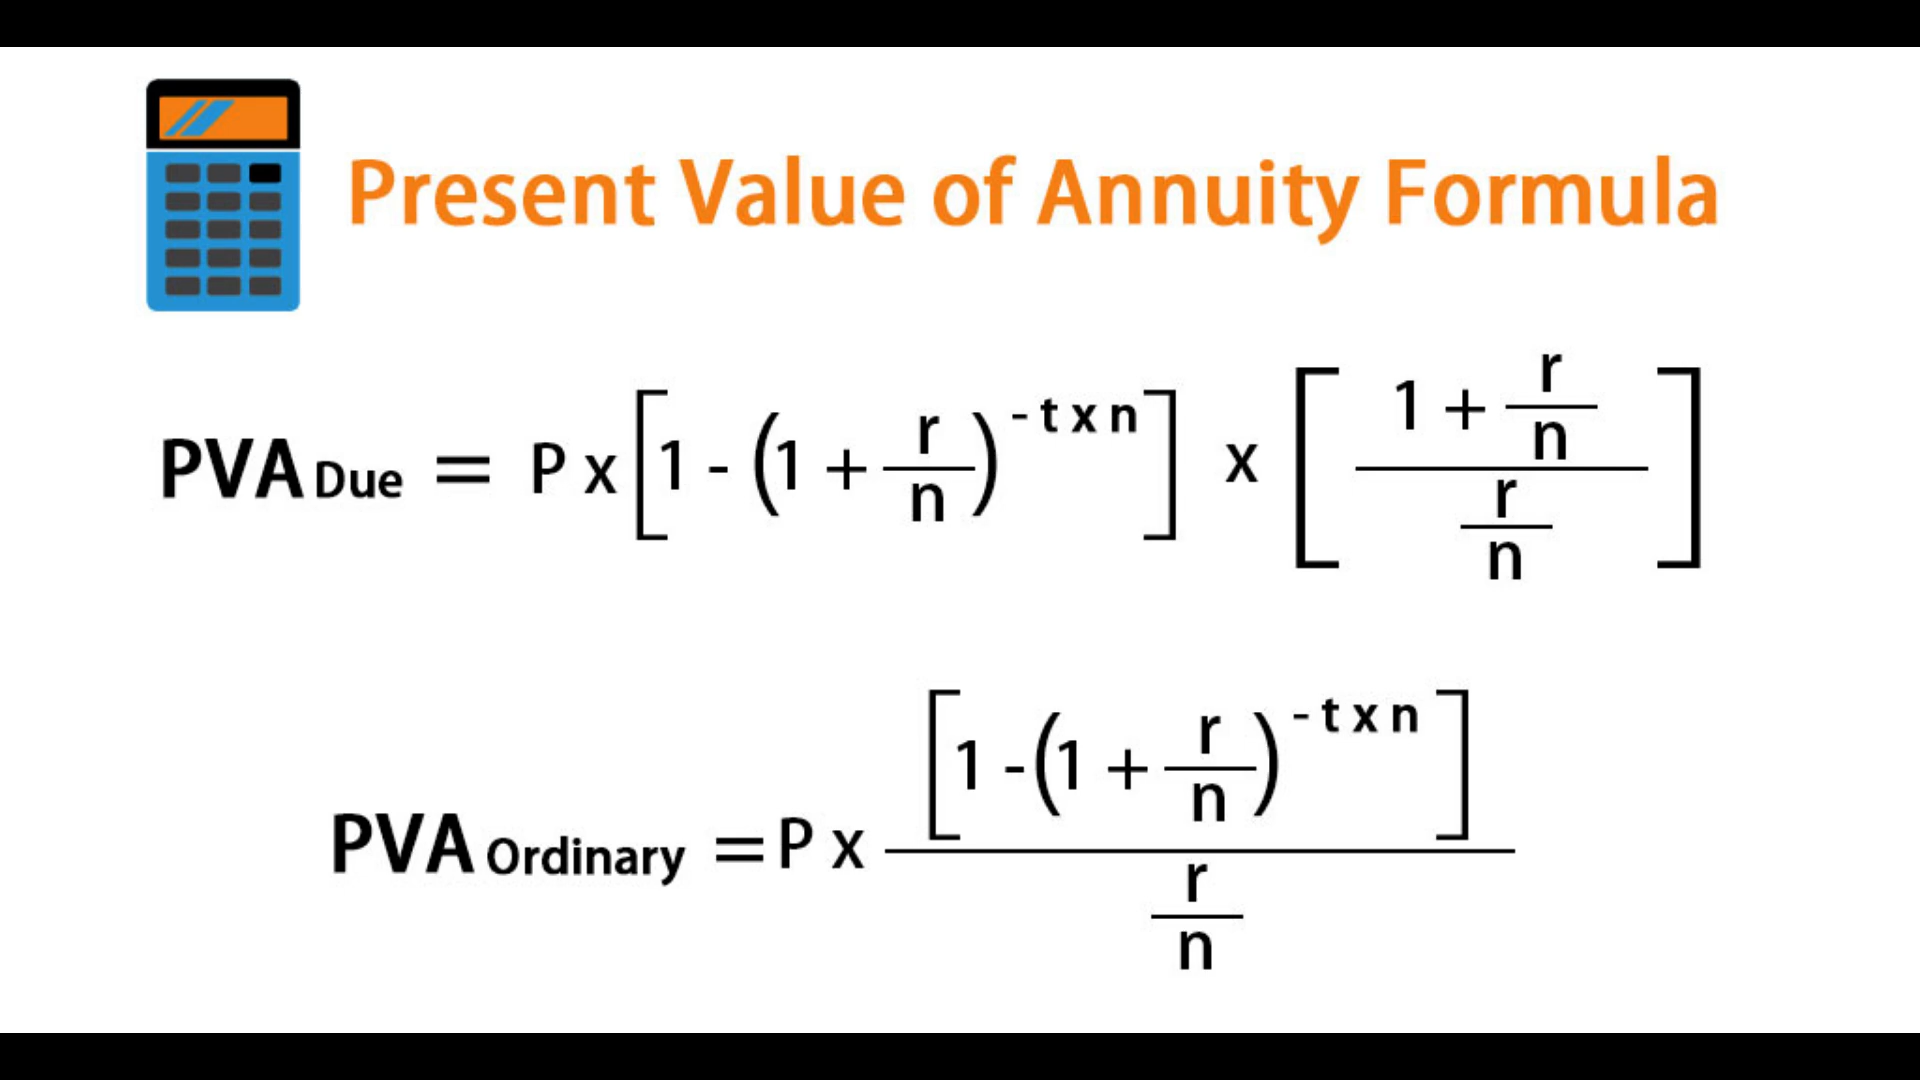 Present Value of Annuity Formula
PVA Due = P x [1 - (1 + r/n)^(- t x n)] x [(1 + r/n) / (r/n)]
PVA Ordinary = P x [1 - (1 + r/n)^(- t x n)] / (r/n)